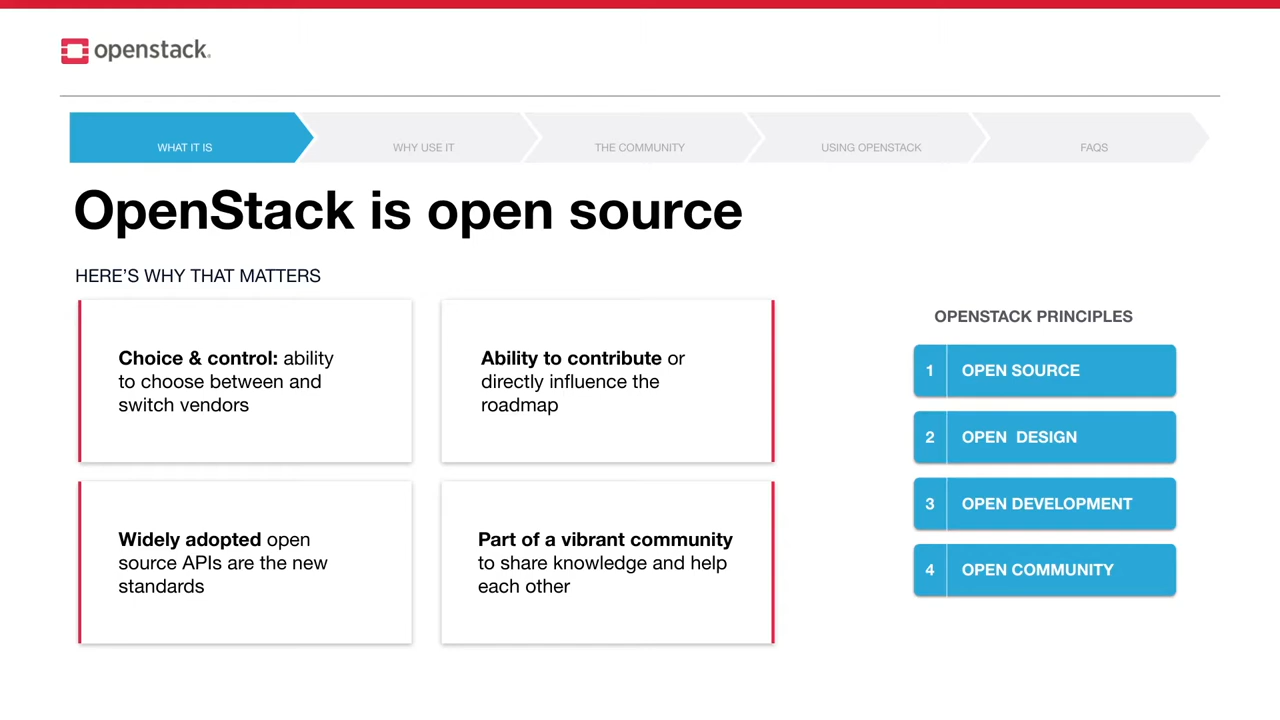 openstack.
WHAT IT IS
WHY USE IT
THE COMMUNITY
USING OPENSTACK
FAQS
OpenStack is open source
HERE'S WHY THAT MATTERS
Choice & control: ability
to choose between and
switch vendors
Ability to contribute or
directly influence the
roadmap
Widely adopted open
source APIs are the new
standards
Part of a vibrant community
to share knowledge and help
each other
OPENSTACK PRINCIPLES
1 OPEN SOURCE
2 OPEN DESIGN
3 OPEN DEVELOPMENT
4 OPEN COMMUNITY